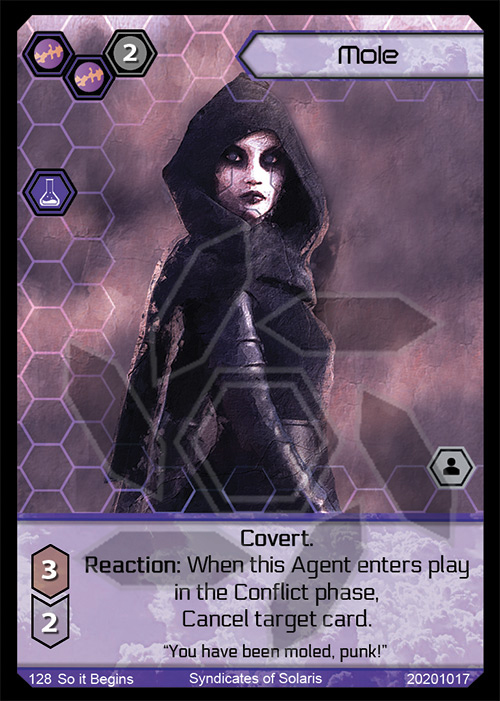 2
Mole
Covert.
3
Reaction: When this Agent enters play
in the Conflict phase,
2
Cancel target card.
“You have been moled, punk!”
128 So it Begins
Syndicates of Solaris
20201017